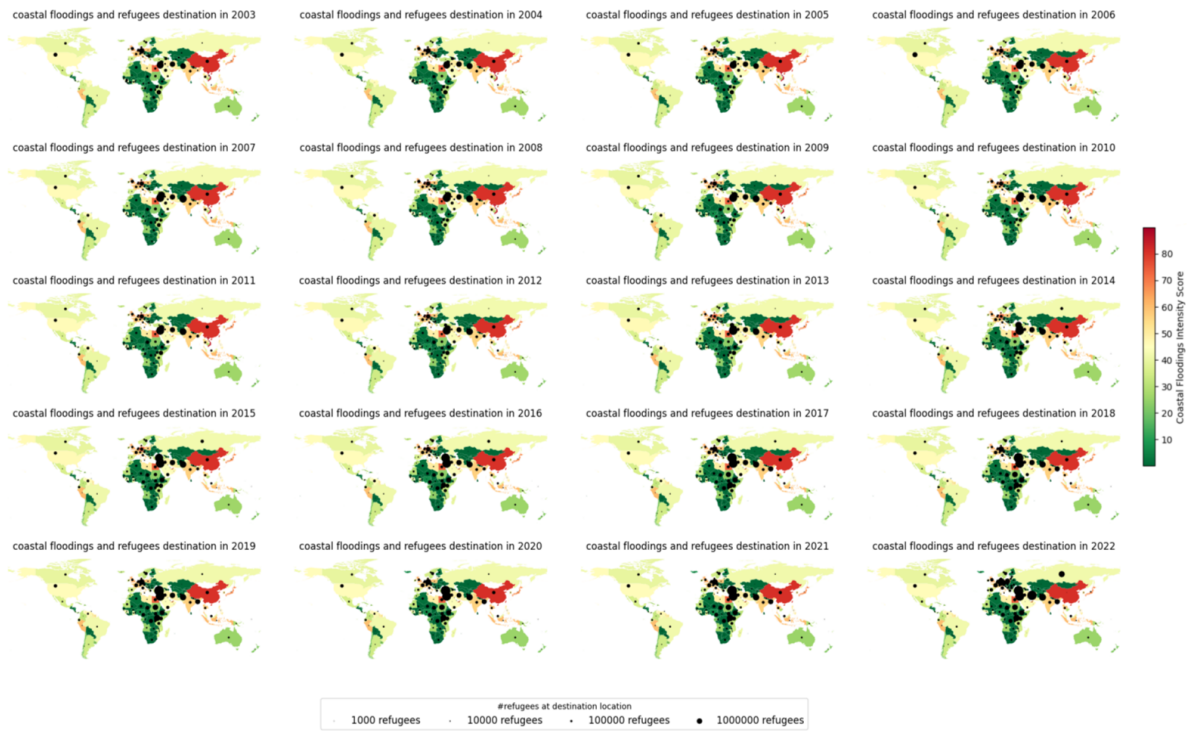 coastal floodings and refugees destination in 2003
coastal floodings and refugees destination in 2004
coastal floodings and refugees destination in 2005
coastal floodings and refugees destination in 2006
coastal floodings and refugees destination in 2007
coastal floodings and refugees destination in 2008
coastal floodings and refugees destination in 2009
coastal floodings and refugees destination in 2010
coastal floodings and refugees destination in 2011
coastal floodings and refugees destination in 2012
coastal floodings and refugees destination in 2013
coastal floodings and refugees destination in 2014
coastal floodings and refugees destination in 2015
coastal floodings and refugees destination in 2016
coastal floodings and refugees destination in 2017
coastal floodings and refugees destination in 2018
coastal floodings and refugees destination in 2019
coastal floodings and refugees destination in 2020
coastal floodings and refugees destination in 2021
coastal floodings and refugees destination in 2022
80
70
60
50
40
30
20
10
Coastal Floodings Intensity Score
#refugees at destination location
1000 refugees
10000 refugees
100000 refugees
1000000 refugees